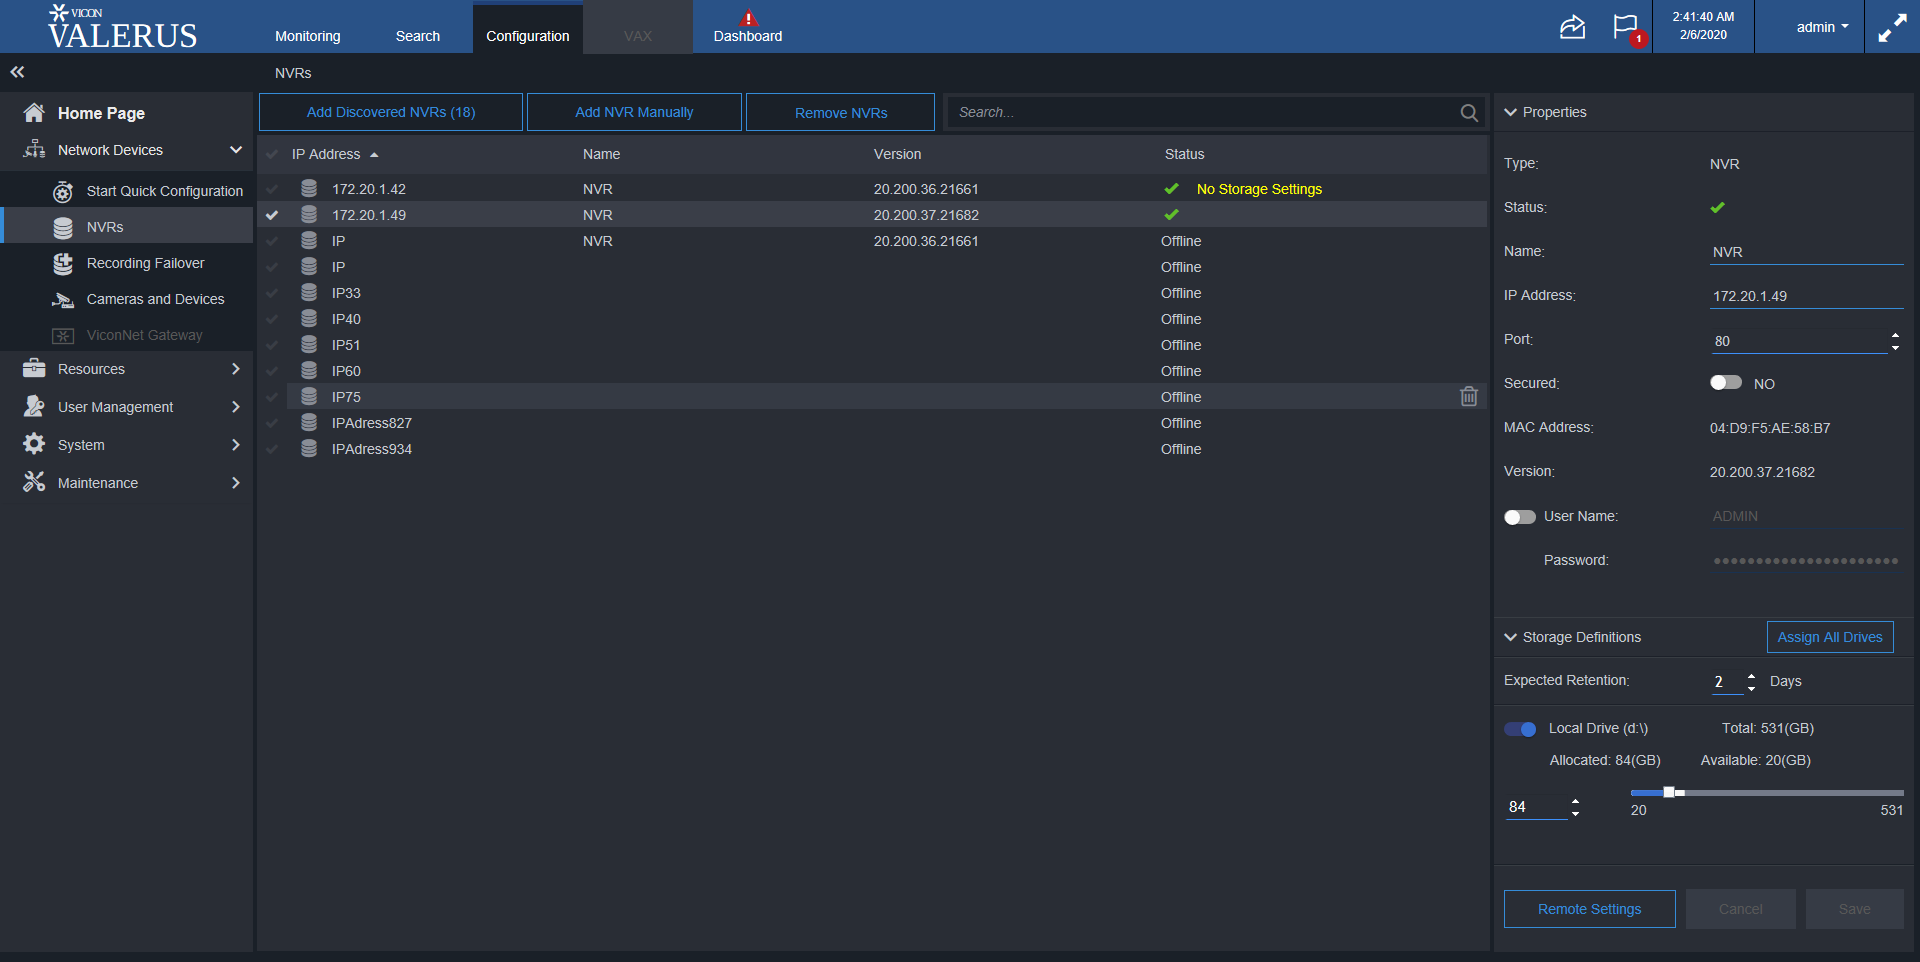 VICON
VALERUS
Monitoring
Search
Configuration
VAX
Dashboard
1
2:41:40 AM
2/6/2020
admin
NVRs
Home Page
Network Devices
Start Quick Configuration
NVRs
Recording Failover
Cameras and Devices
ViconNet Gateway
Resources
User Management
System
Maintenance
Add Discovered NVRs (18)
Add NVR Manually
Remove NVRs
Search...
IP Address Name Version Status
172.20.1.42 NVR 20.200.36.21661 No Storage Settings
172.20.1.49 NVR 20.200.37.21682
IP NVR 20.200.36.21661 Offline
IP Offline
IP33 Offline
IP40 Offline
IP51 Offline
IP60 Offline
IP75 Offline
IPAdress827 Offline
IPAdress934 Offline
Properties
Type: NVR
Status:
Name: NVR
IP Address: 172.20.1.49
Port: 80
Secured: NO
MAC Address: 04:D9:F5:AE:58:B7
Version: 20.200.37.21682
User Name: ADMIN
Password:
Storage Definitions Assign All Drives
Expected Retention: 2 Days
Local Drive (d:\) Total: 531(GB)
Allocated: 84(GB) Available: 20(GB)
84
20 531
Remote Settings Cancel Save